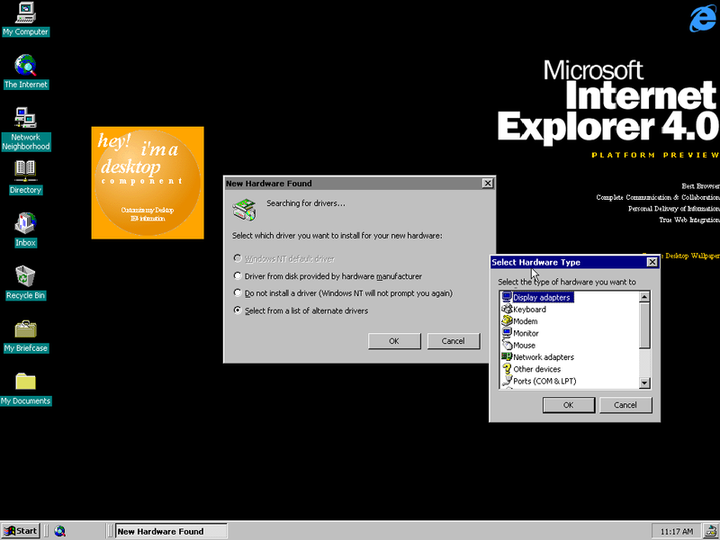 My Computer
The Internet
Network
Neighborhood
Directory
Inbox
Recycle Bin
My Briefcase
My Documents
hey! i'm a
desktop
component
Customize my Desktop
Microsoft
Internet
Explorer 4.0
PLATFORM PREVIEW
Best Browser
Complete Communication & Collaboration
Personal Delivery of Information
True Web Integration
Desktop Wallpaper
New Hardware Found
Searching for drivers...
Select which driver you want to install for your new hardware:
Windows NT default driver
Driver from disk provided by hardware manufacturer
Do not install a driver (Windows NT will not prompt you again)
Select from a list of alternate drivers
OK Cancel
Select Hardware Type
Select the type of hardware you want to
Display adapters
Keyboard
Modem
Monitor
Mouse
Network adapters
Other devices
Ports (COM & LPT)
OK Cancel
Start New Hardware Found 11:17 AM